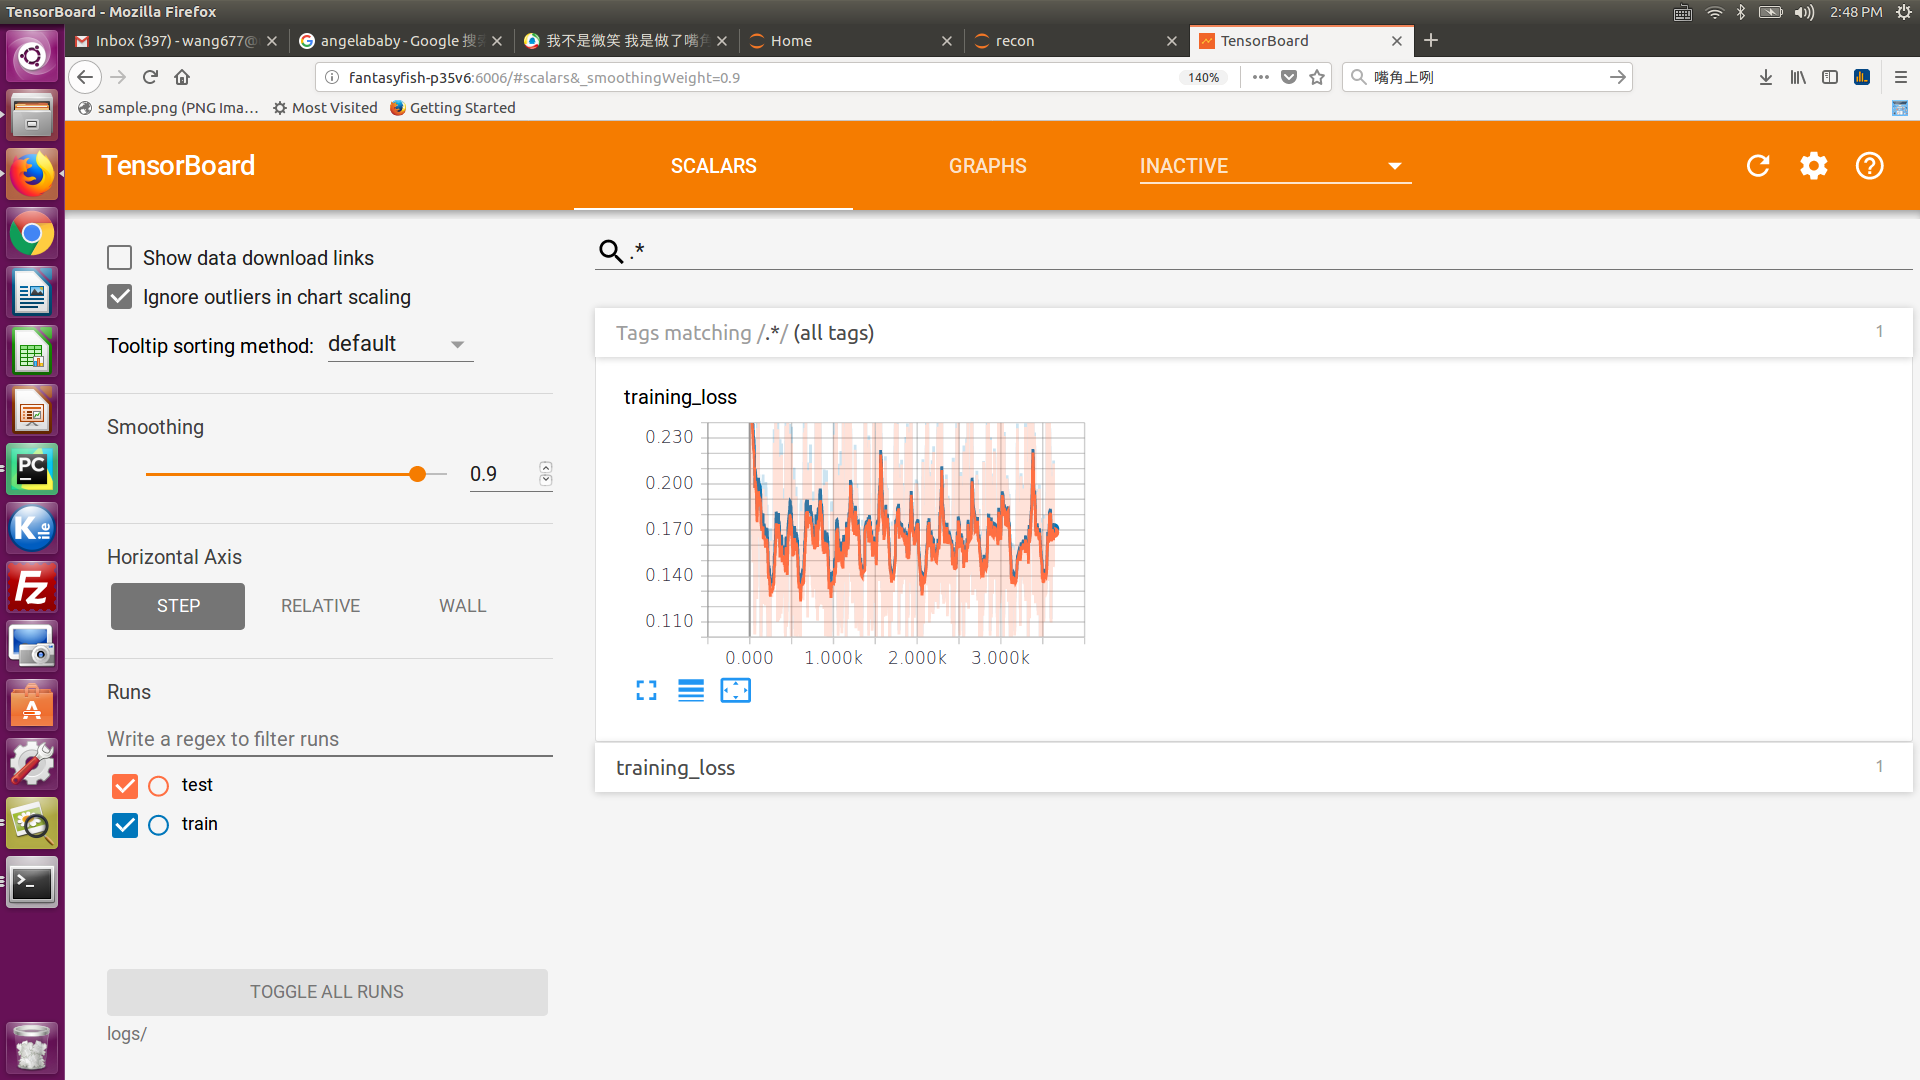 TensorBoard - Mozilla Firefox
2:48 PM
Inbox (397) - wang677@
angelababy - Google 搜索
我不是微笑 我是做了嘴角
Home
recon
TensorBoard
fantasyfish-p35v6:6006/#scalars&_smoothingWeight=0.9
140%
嘴角上咧
sample.png (PNG Ima...
Most Visited
Getting Started
TensorBoard
SCALARS
GRAPHS
INACTIVE
Show data download links
Ignore outliers in chart scaling
Tooltip sorting method: default
Smoothing
0.9
Horizontal Axis
STEP
RELATIVE
WALL
Runs
Write a regex to filter runs
test
train
TOGGLE ALL RUNS
logs/
.*
Tags matching /.*/ (all tags)
1
training_loss
0.230
0.200
0.170
0.140
0.110
0.000
1.000k
2.000k
3.000k
training_loss
1